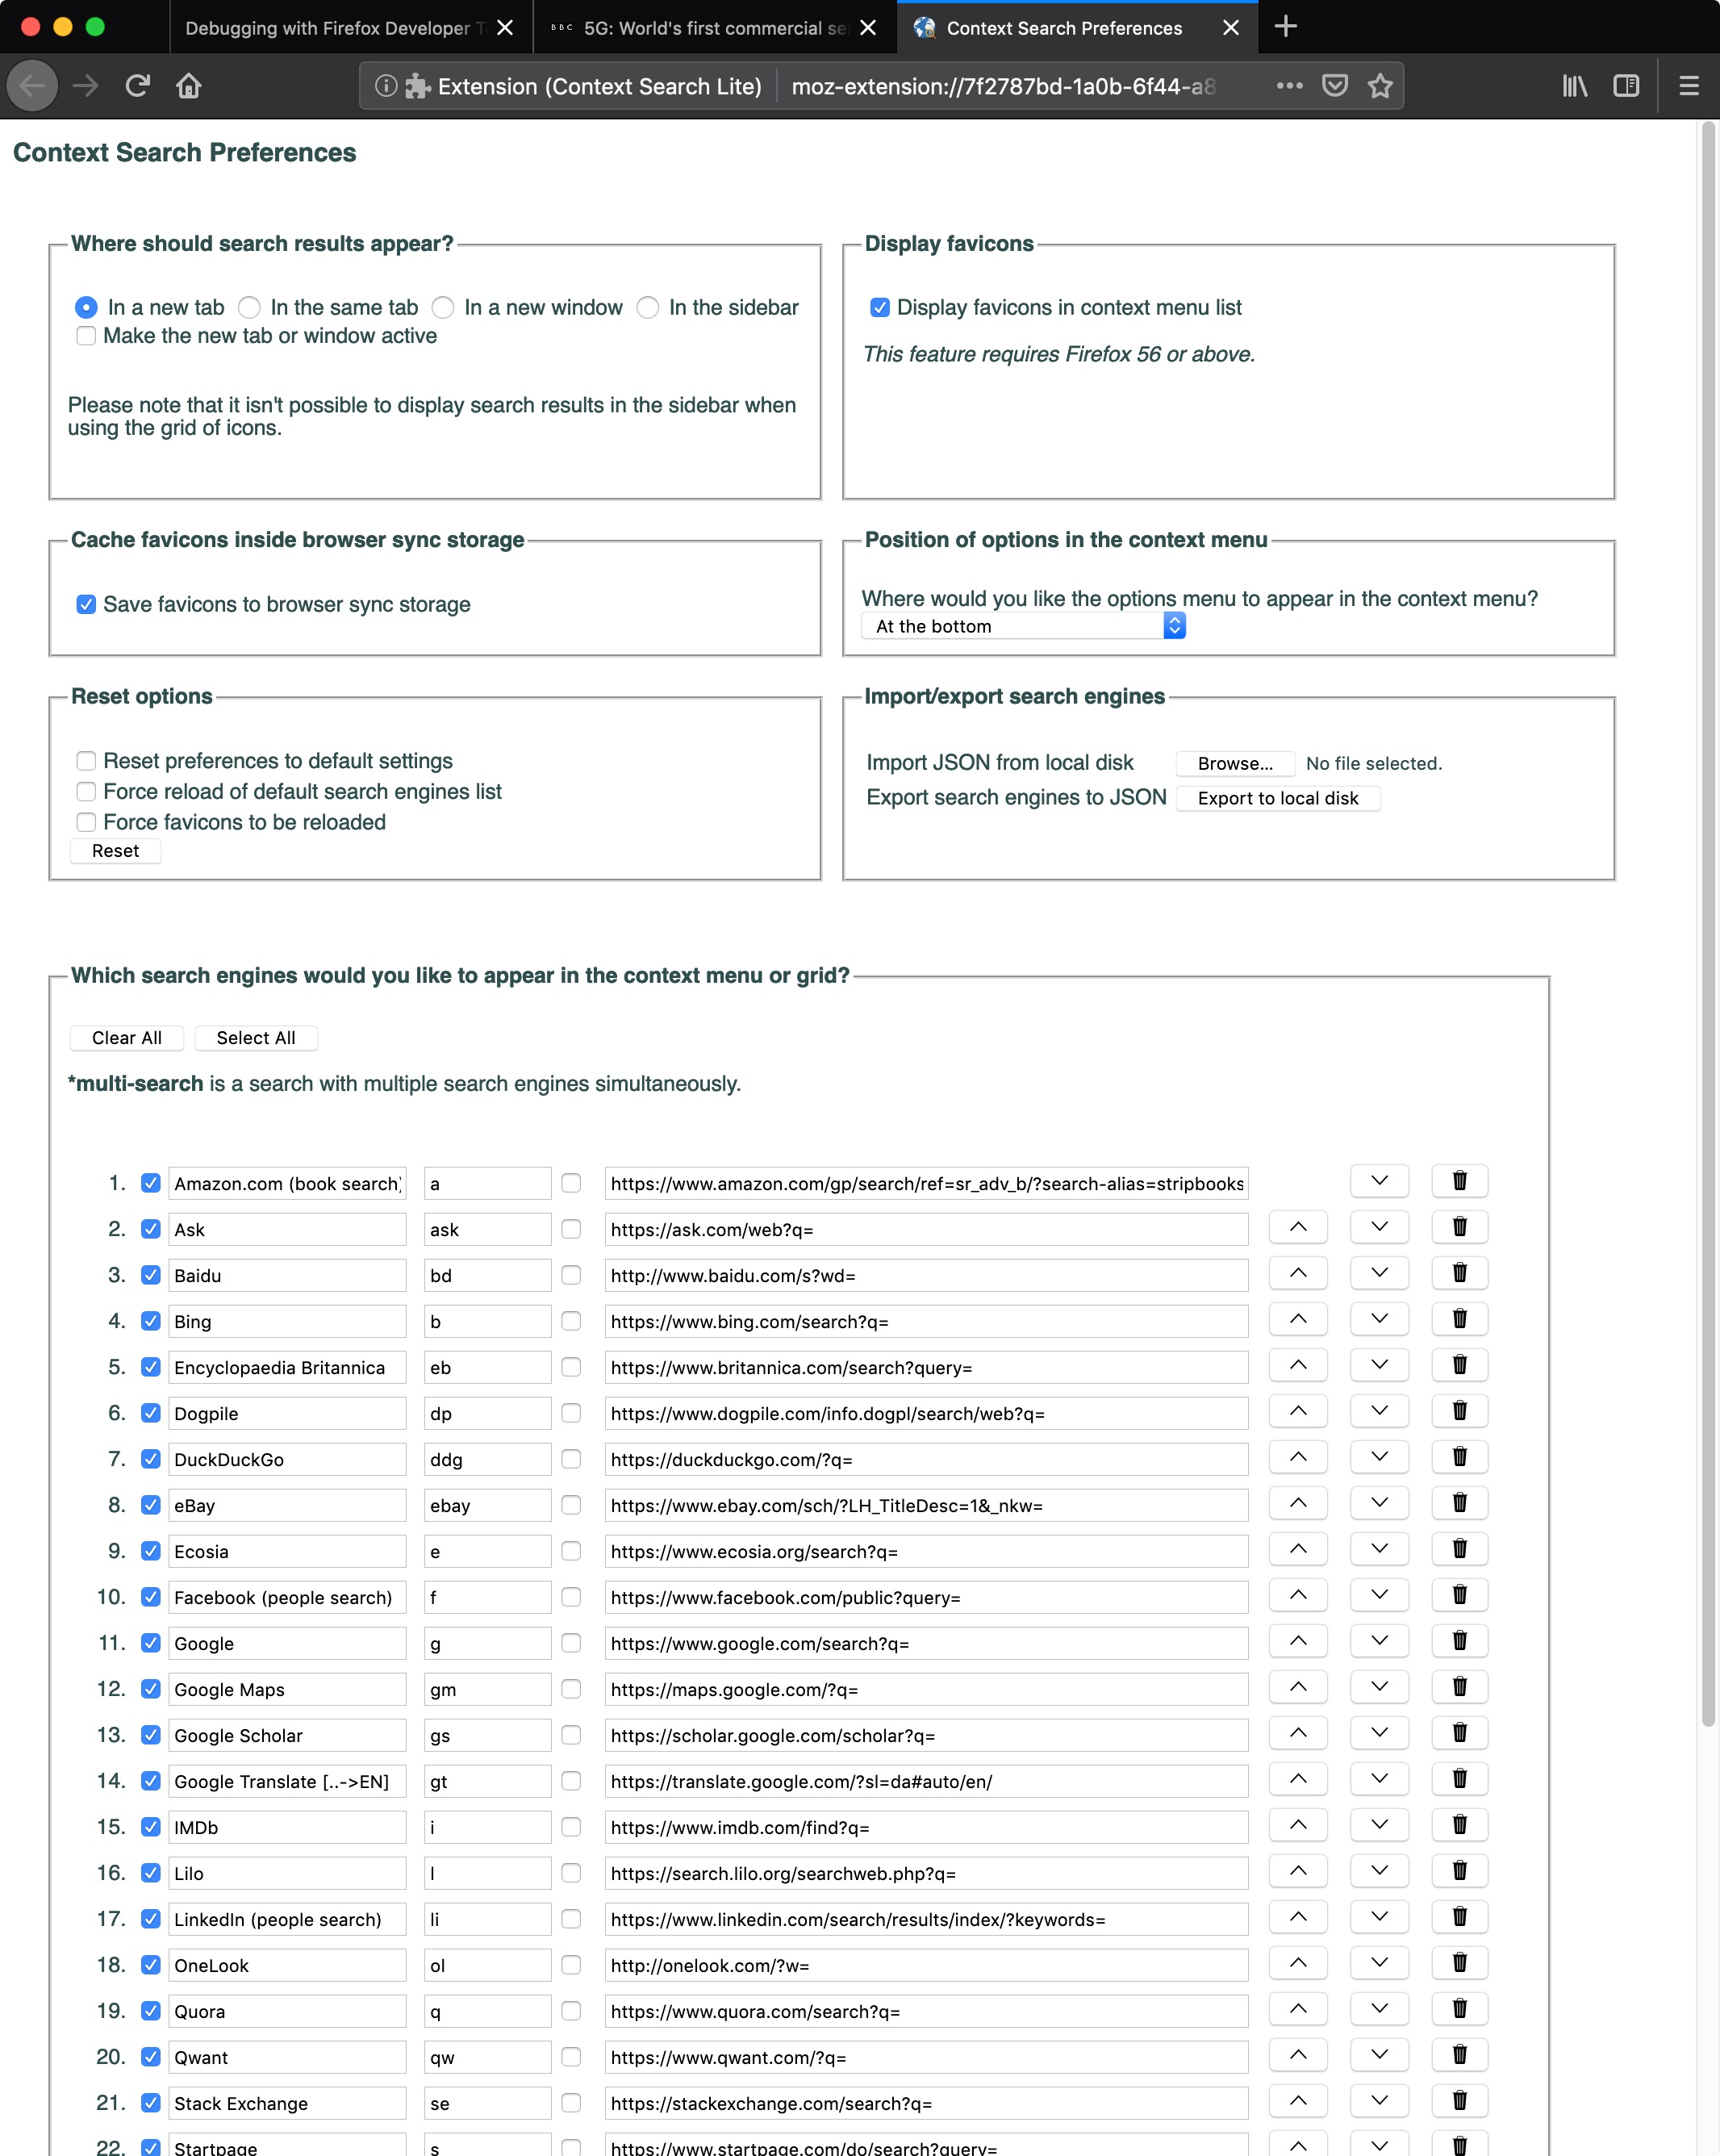 Debugging with Firefox Developer T
BBC 5G: World's first commercial se
Context Search Preferences
Extension (Context Search Lite) moz-extension://7f2787bd-1a0b-6f44-a8
Context Search Preferences
Where should search results appear?
In a new tab In the same tab In a new window In the sidebar
Make the new tab or window active
Please note that it isn't possible to display search results in the sidebar when
using the grid of icons.
Display favicons
Display favicons in context menu list
This feature requires Firefox 56 or above.
Cache favicons inside browser sync storage
Save favicons to browser sync storage
Position of options in the context menu
Where would you like the options menu to appear in the context menu?
At the bottom
Reset options
Reset preferences to default settings
Force reload of default search engines list
Force favicons to be reloaded
Reset
Import/export search engines
Import JSON from local disk Browse... No file selected.
Export search engines to JSON Export to local disk
Which search engines would you like to appear in the context menu or grid?
Clear All Select All
*multi-search is a search with multiple search engines simultaneously.
1. Amazon.com (book search) a https://www.amazon.com/gp/search/ref=sr_adv_b/?search-alias=stripbooks
2. Ask ask https://ask.com/web?q=
3. Baidu bd http://www.baidu.com/s?wd=
4. Bing b https://www.bing.com/search?q=
5. Encyclopaedia Britannica eb https://www.britannica.com/search?query=
6. Dogpile dp https://www.dogpile.com/info.dogpl/search/web?q=
7. DuckDuckGo ddg https://duckduckgo.com/?q=
8. eBay ebay https://www.ebay.com/sch/?LH_TitleDesc=1&_nkw=
9. Ecosia e https://www.ecosia.org/search?q=
10. Facebook (people search) f https://www.facebook.com/public?query=
11. Google g https://www.google.com/search?q=
12. Google Maps gm https://maps.google.com/?q=
13. Google Scholar gs https://scholar.google.com/scholar?q=
14. Google Translate [..->EN] gt https://translate.google.com/?sl=da#auto/en/
15. IMDb i https://www.imdb.com/find?q=
16. Lilo l https://search.lilo.org/searchweb.php?q=
17. LinkedIn (people search) li https://www.linkedin.com/search/results/index/?keywords=
18. OneLook ol http://onelook.com/?w=
19. Quora q https://www.quora.com/search?q=
20. Qwant qw https://www.qwant.com/?q=
21. Stack Exchange se https://stackexchange.com/search?q=
22. Startpage s https://www.startpage.com/do/search?query=